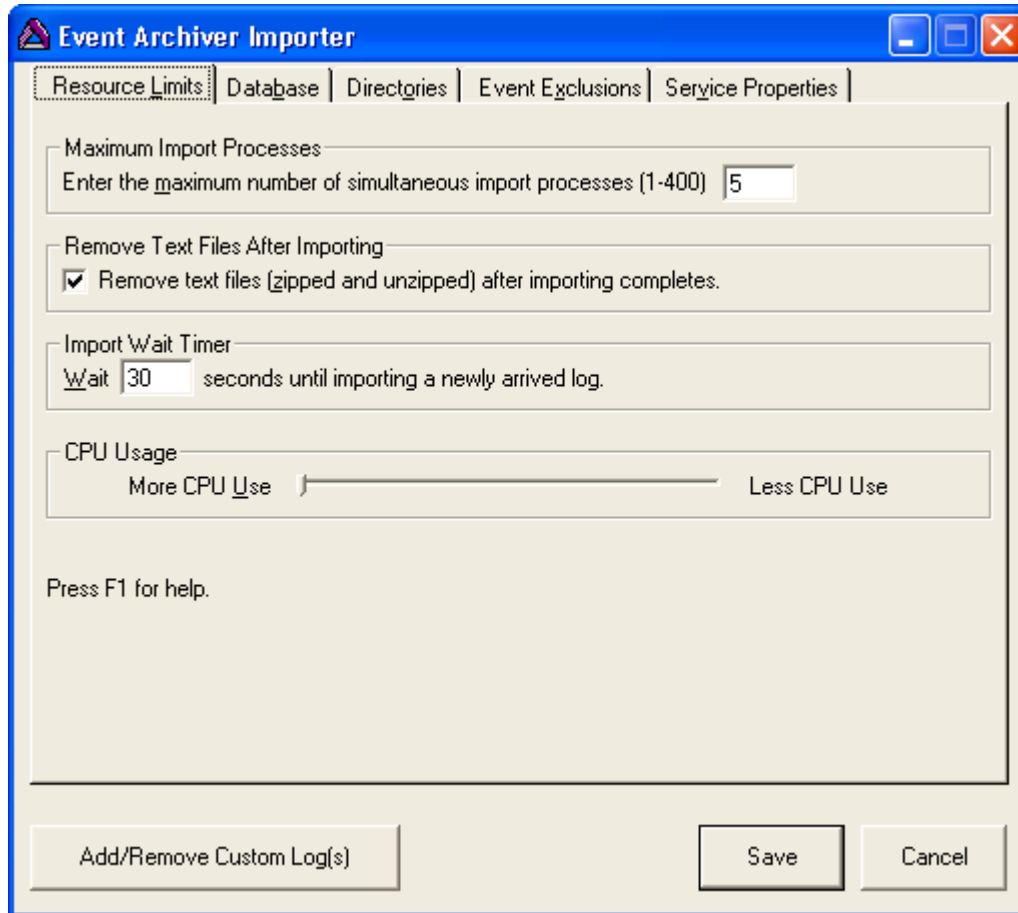 Event Archiver Importer
Resource Limits Database Directories Event Exclusions Service Properties
Maximum Import Processes
Enter the maximum number of simultaneous import processes (1-400) 5
Remove Text Files After Importing
Remove text files (zipped and unzipped) after importing completes.
Import Wait Timer
Wait 30 seconds until importing a newly arrived log.
CPU Usage
More CPU Use Less CPU Use
Press F1 for help.
Add/Remove Custom Log(s) Save Cancel